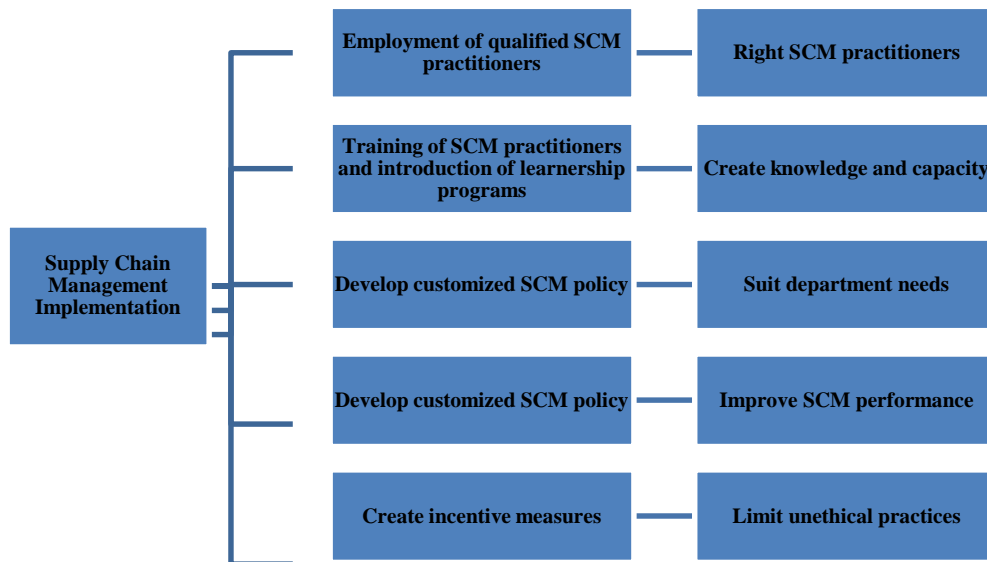 Employment of qualified SCM
practitioners
Right SCM practitioners
Training of SCM practitioners
and introduction of learnership
programs
Create knowledge and capacity
Supply Chain
Management
Implementation
Develop customized SCM policy
Suit department needs
Develop customized SCM policy
Improve SCM performance
Create incentive measures
Limit unethical practices